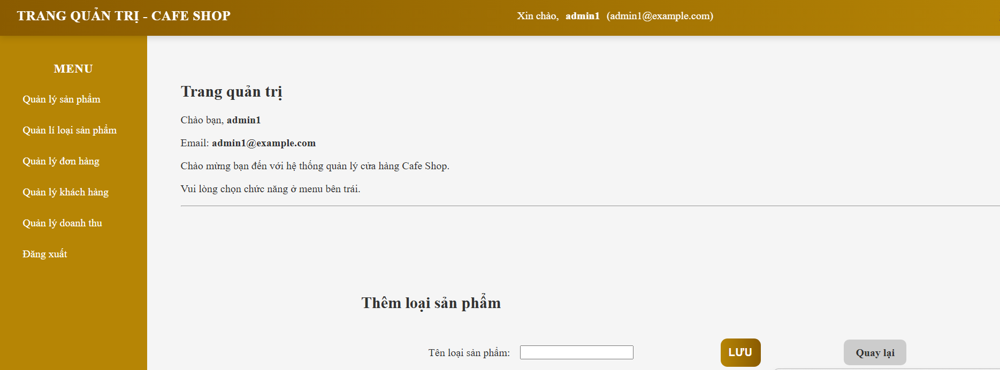 TRANG QUẢN TRỊ - CAFE SHOP
Xin chào, admin1 (admin1@example.com)
MENU
Quản lý sản phẩm
Quản lí loại sản phẩm
Quản lý đơn hàng
Quản lý khách hàng
Quản lý doanh thu
Đăng xuất
Trang quản trị
Chào bạn, admin1
Email: admin1@example.com
Chào mừng bạn đến với hệ thống quản lý cửa hàng Cafe Shop.
Vui lòng chọn chức năng ở menu bên trái.
Thêm loại sản phẩm
Tên loại sản phẩm:
LƯU
Quay lại